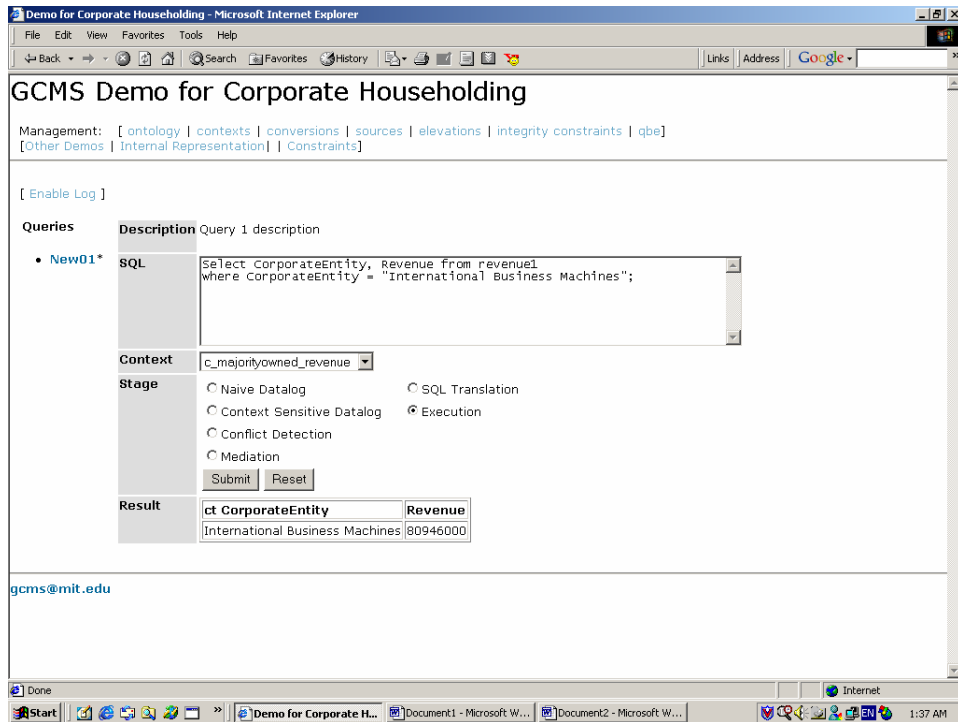 Demo for Corporate Householding - Microsoft Internet Explorer
File Edit View Favorites Tools Help
Back Search Favorites History Links Address Google
GCMS Demo for Corporate Householding
Management: [ ontology | contexts | conversions | sources | elevations | integrity constraints | qbe]
[Other Demos | Internal Representation| | Constraints]
[ Enable Log ]
Queries
• New01*
Description Query 1 description
SQL
Select CorporateEntity, Revenue from revenue1
where CorporateEntity = "International Business Machines";
Context c_majorityowned_revenue
Stage
Naive Datalog SQL Translation
Context Sensitive Datalog Execution
Conflict Detection
Mediation
Submit Reset
Result
ct CorporateEntity Revenue
International Business Machines 80946000
gcms@mit.edu
Done Internet
Start » Demo for Corporate H... Document1 - Microsoft W... Document2 - Microsoft W... EN 1:37 AM